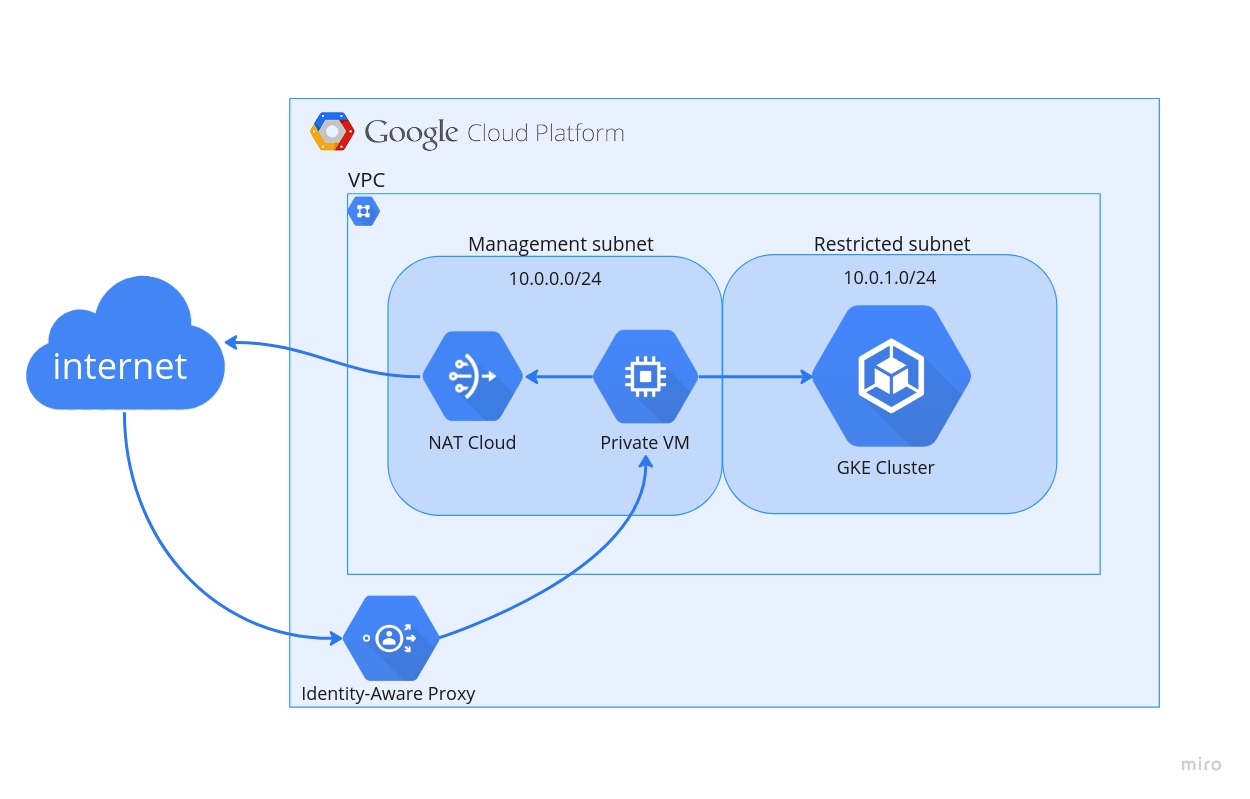 Google Cloud Platform
VPC
Management subnet
10.0.0.0/24
Restricted subnet
10.0.1.0/24
internet
NAT Cloud
Private VM
GKE Cluster
Identity-Aware Proxy
miro